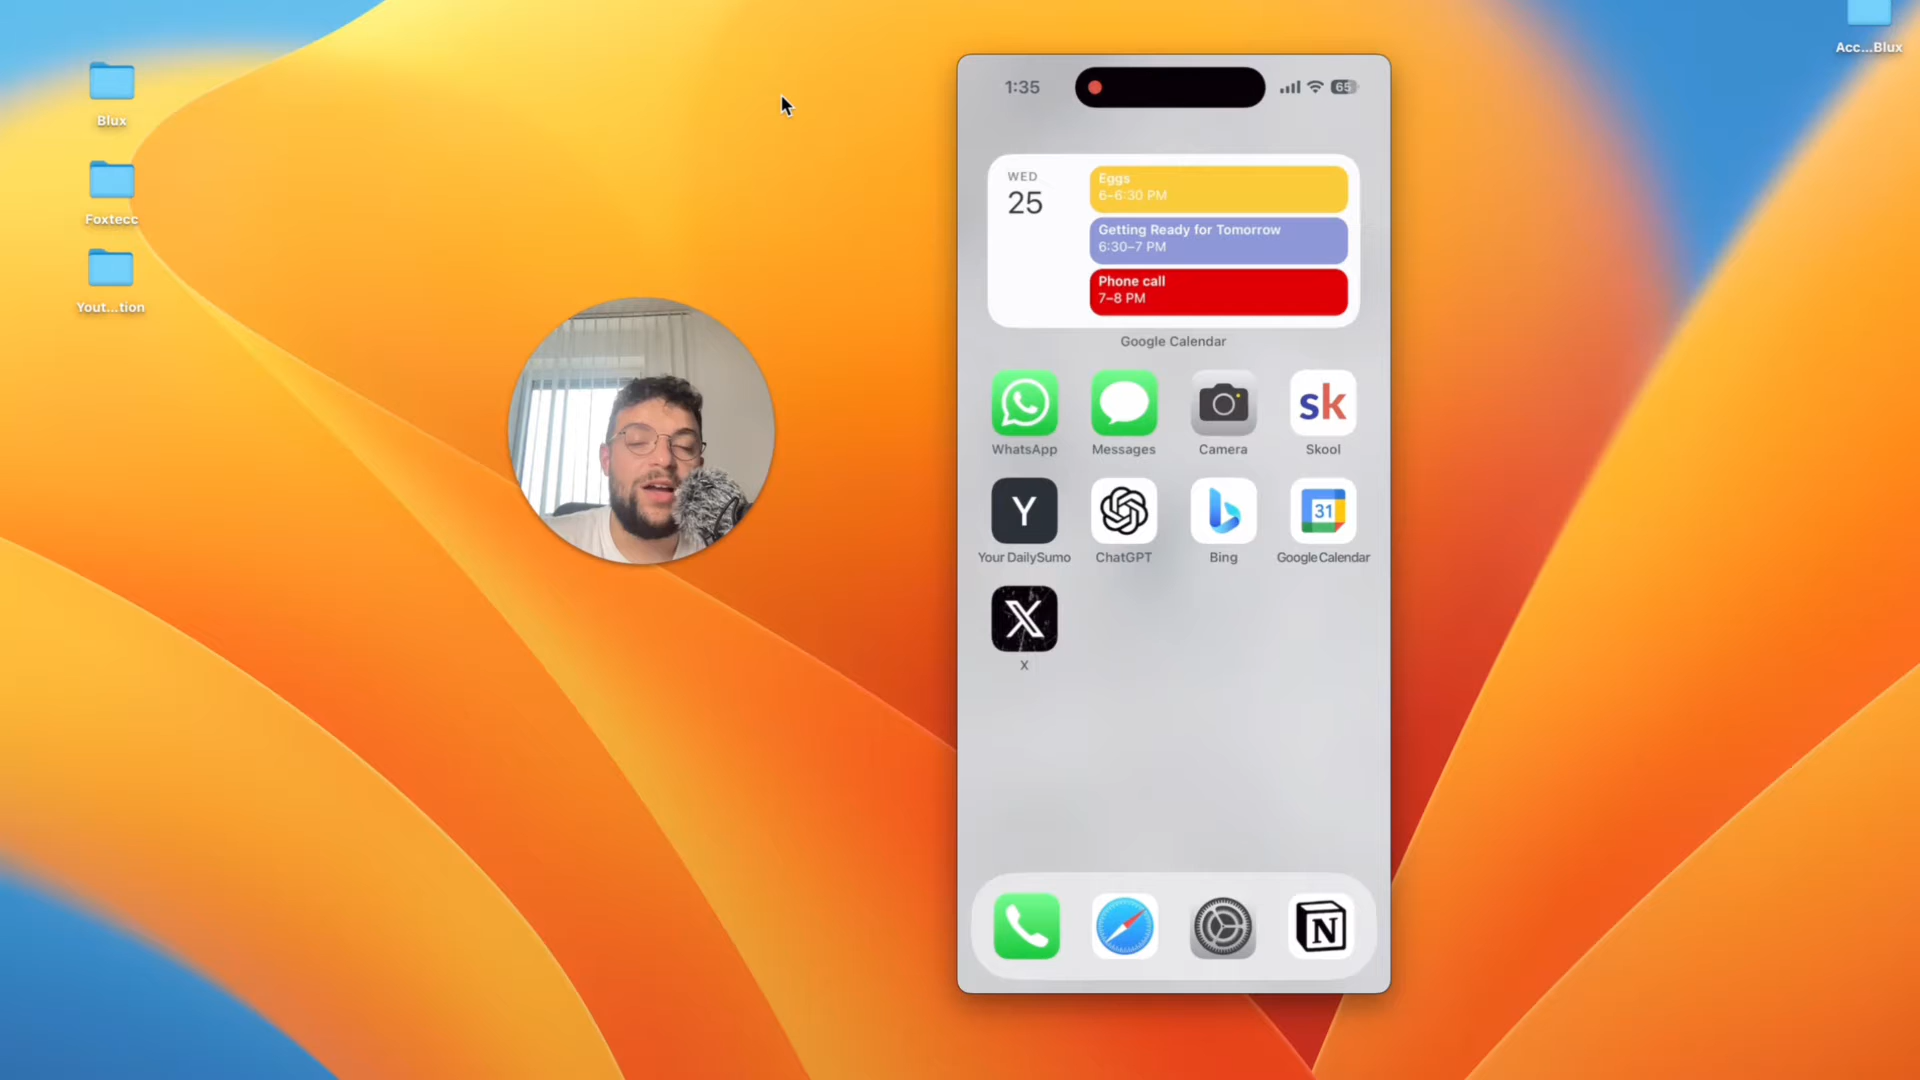 Blux
Foxtecc
Yout...tion
Acc...Blux
1:35
65
WED
25
Eggs
6–6:30 PM
Getting Ready for Tomorrow
6:30–7 PM
Phone call
7–8 PM
Google Calendar
WhatsApp
Messages
Camera
sk
Skool
Y
31
Your DailySumo
ChatGPT
Bing
Google Calendar
X
X
N